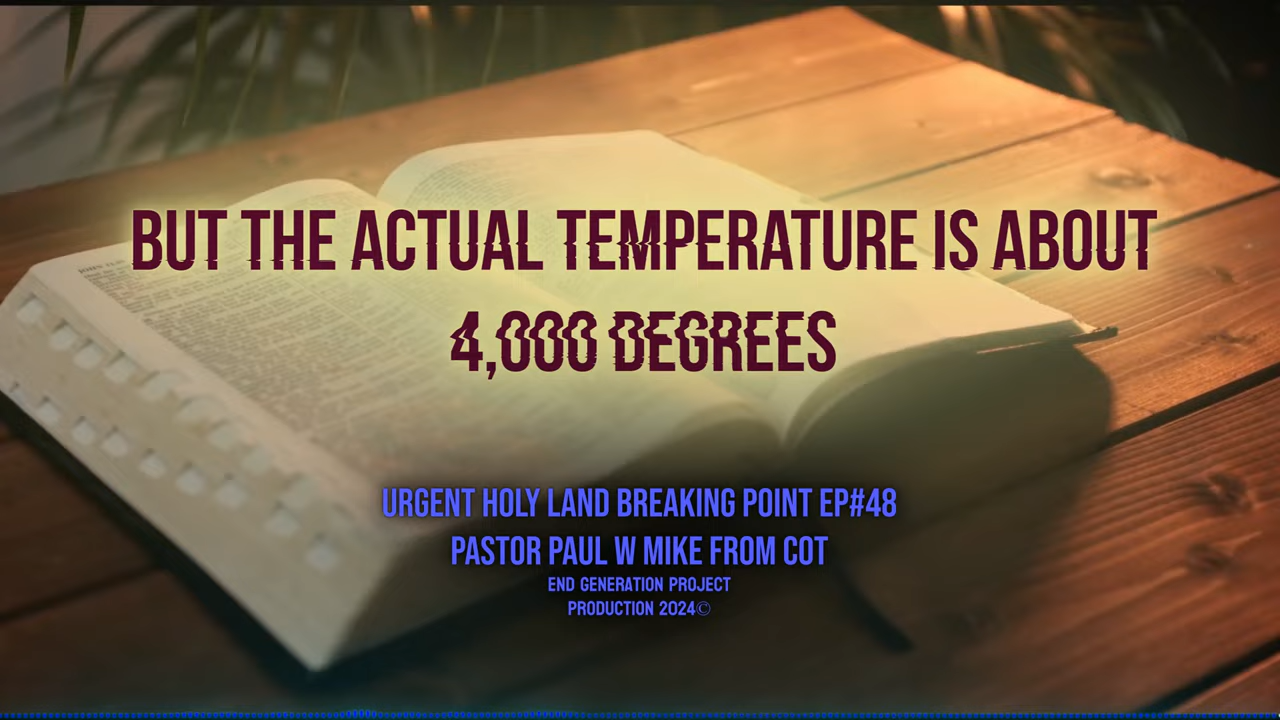 BUT THE ACTUAL TEMPERATURE IS ABOUT
4,000 DEGREES
URGENT HOLY LAND BREAKING POINT EP#48
PASTOR PAUL W MIKE FROM COT
END GENERATION PROJECT
PRODUCTION 2024©